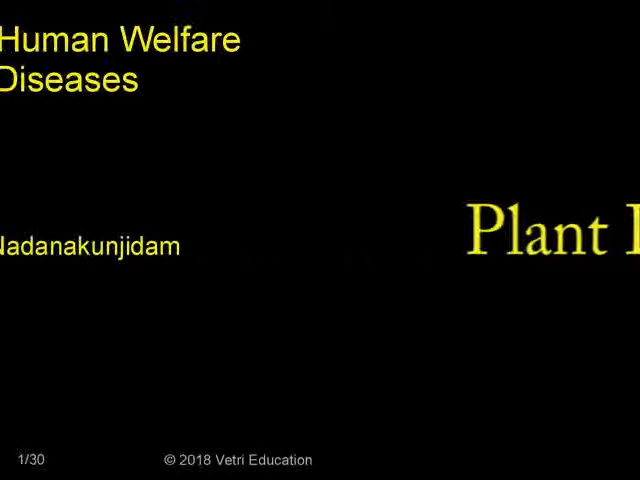 Human Welfare
Diseases
Nadanakunjidam
Plant
1/30
© 2018 Vetri Education